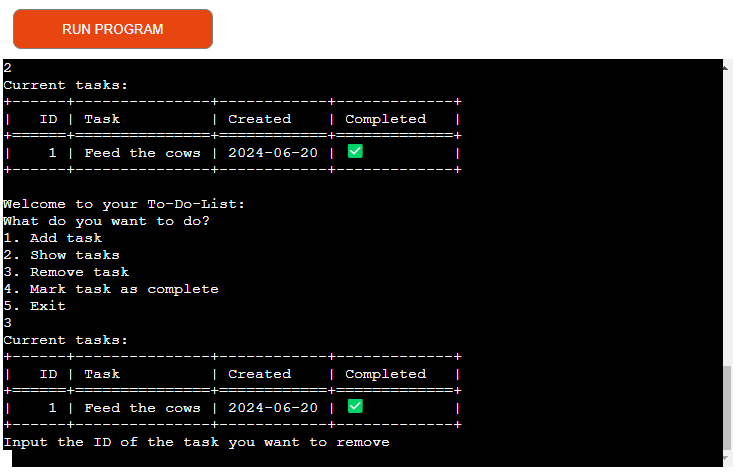 RUN PROGRAM
2
Current tasks:
+------+---------------+------------+-------------+
|   ID | Task          | Created    | Completed   |
+======+===============+============+=============+
|    1 | Feed the cows | 2024-06-20 | ✅          |
+------+---------------+------------+-------------+
Welcome to your To-Do-List:
What do you want to do?
1. Add task
2. Show tasks
3. Remove task
4. Mark task as complete
5. Exit
3
Current tasks:
+------+---------------+------------+-------------+
|   ID | Task          | Created    | Completed   |
+======+===============+============+=============+
|    1 | Feed the cows | 2024-06-20 | ✅          |
+------+---------------+------------+-------------+
Input the ID of the task you want to remove